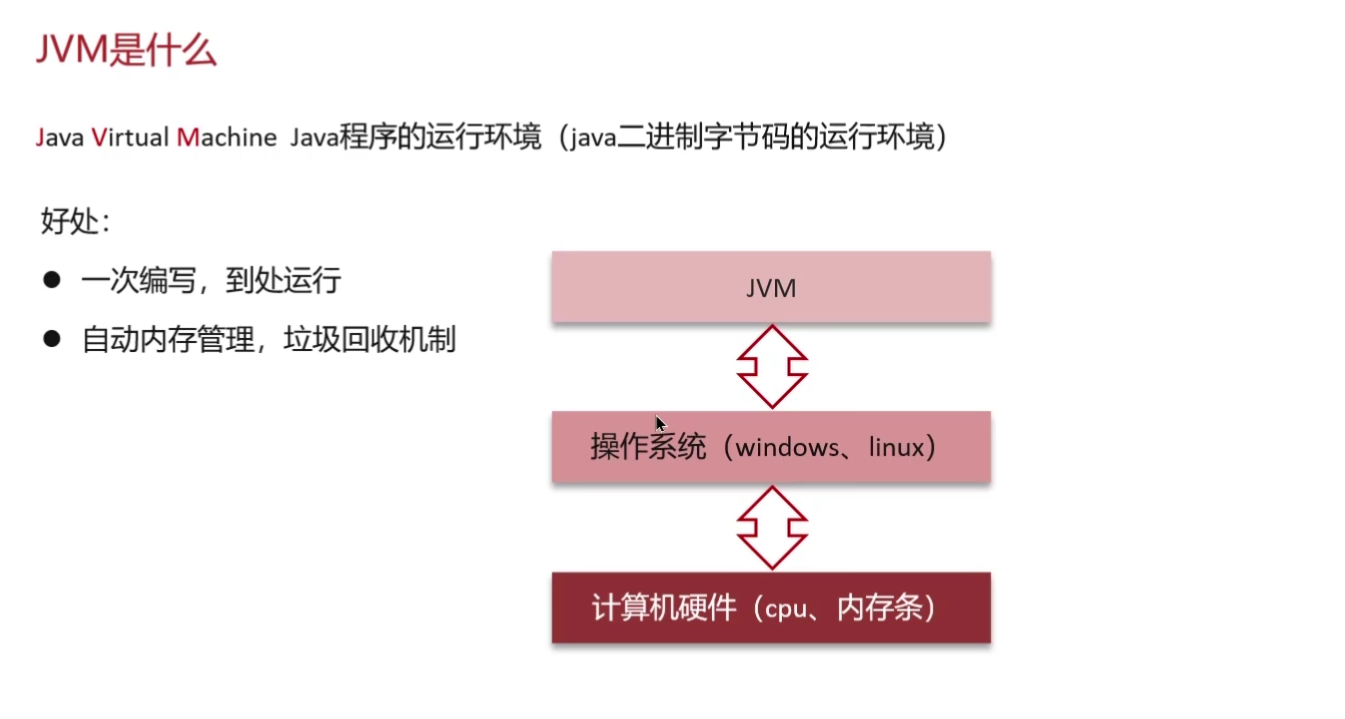 JVM是什么
Java Virtual Machine Java程序的运行环境（java二进制字节码的运行环境）
好处：
● 一次编写，到处运行
● 自动内存管理，垃圾回收机制
JVM
操作系统（windows、linux）
计算机硬件（cpu、内存条）